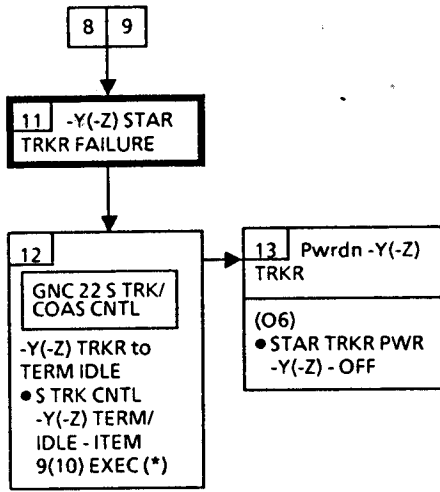 8 9
11 -Y(-Z) STAR
TRKR FAILURE
12
GNC 22 S TRK/
COAS CNTL
-Y(-Z) TRKR to
TERM IDLE
● S TRK CNTL
-Y(-Z) TERM/
IDLE - ITEM
9(10) EXEC (*)
13 Pwrdn -Y(-Z)
TRKR
(O6)
● STAR TRKR PWR
-Y(-Z) - OFF